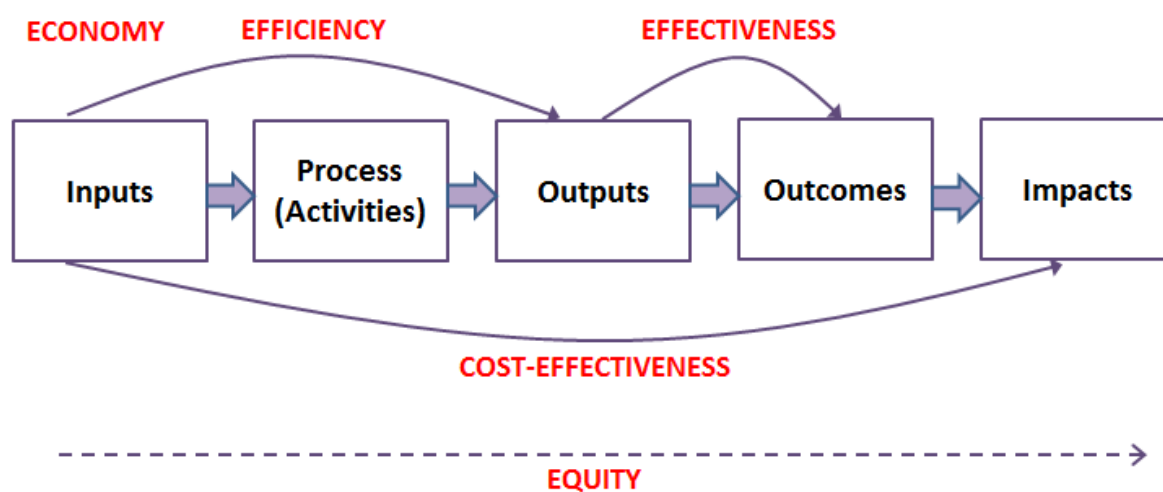 ECONOMY
EFFICIENCY
EFFECTIVENESS
Inputs
Process
(Activities)
Outputs
Outcomes
Impacts
COST-EFFECTIVENESS
EQUITY